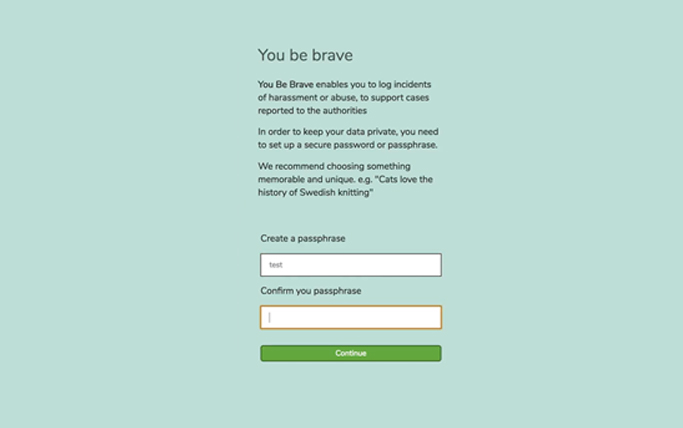 You be brave
You Be Brave enables you to log incidents
of harassment or abuse, to support cases
reported to the authorities
In order to keep your data private, you need
to set up a secure password or passphrase.
We recommend choosing something
memorable and unique. e.g. "Cats love the
history of Swedish knitting"
Create a passphrase
test
Confirm you passphrase
Continue